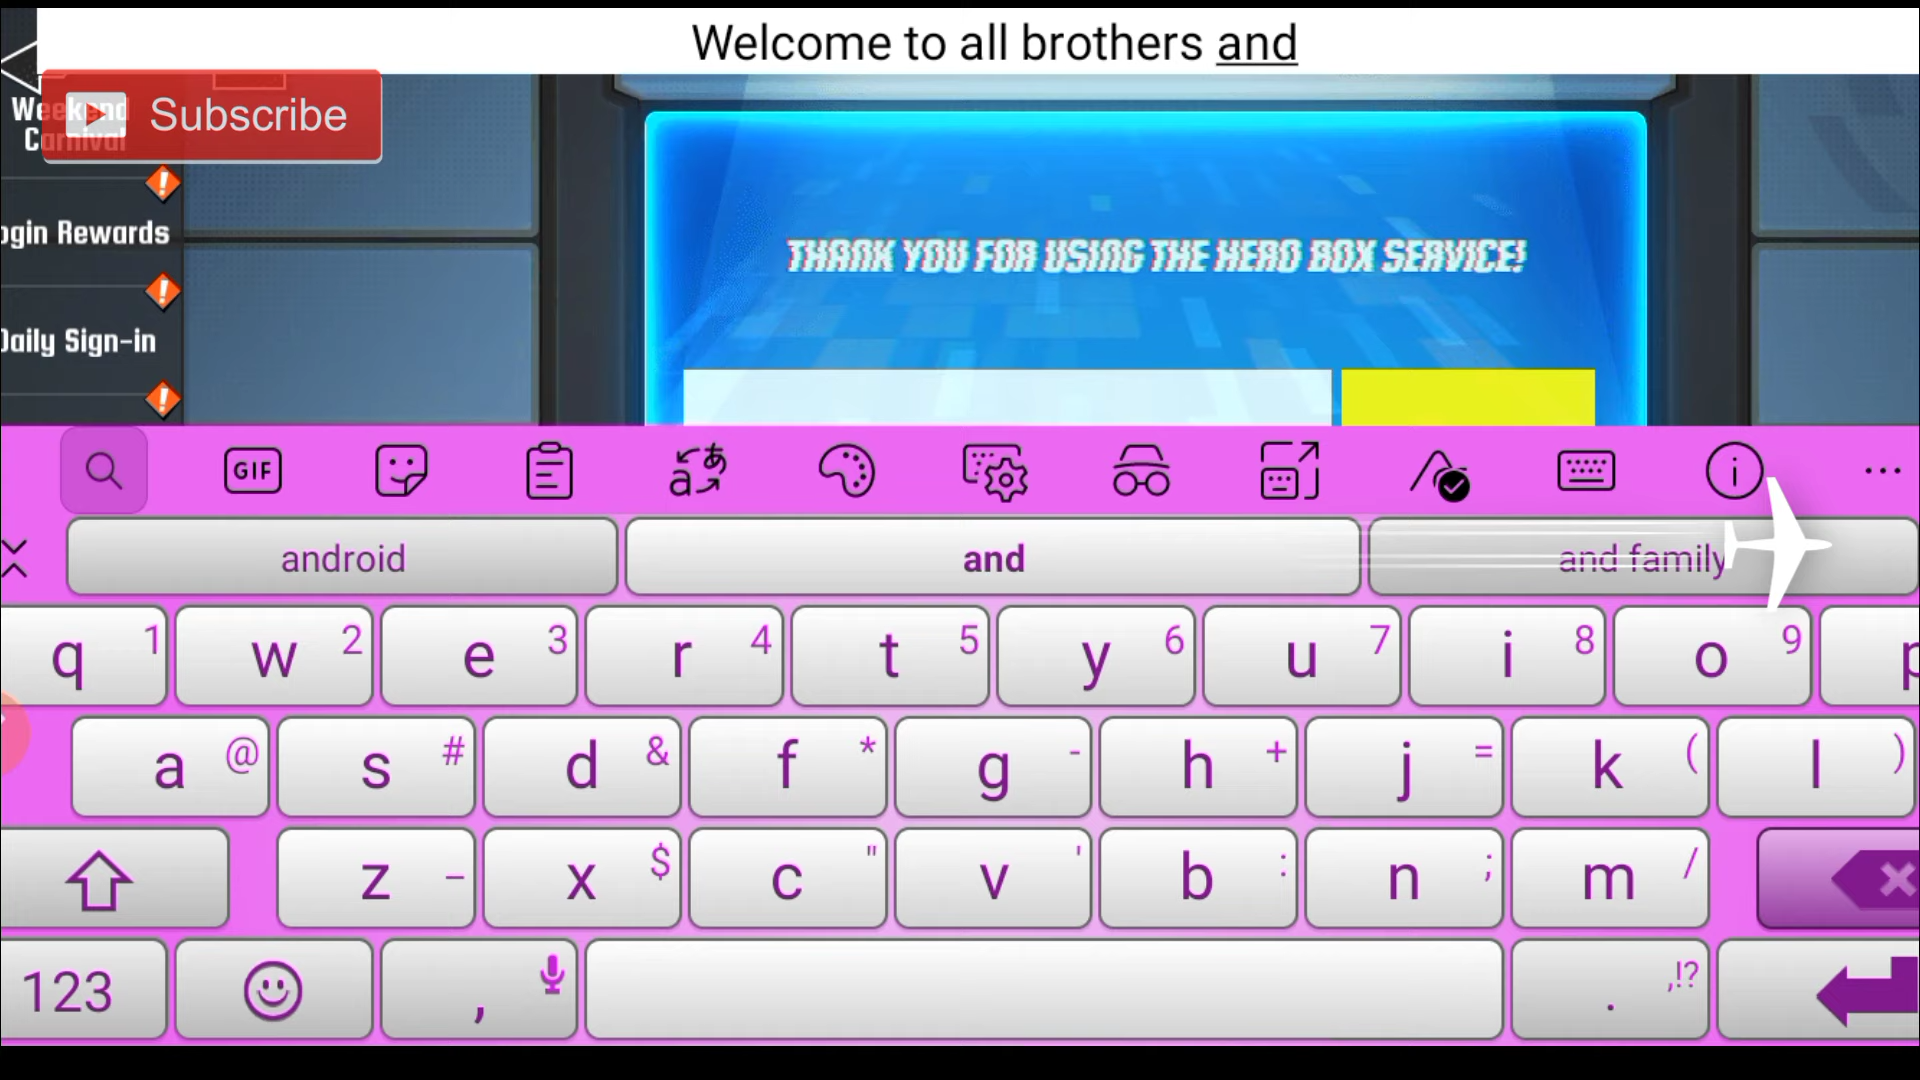 Welcome to all brothers and
Subscribe
Weekend
Carnival
ogin Rewards
Daily Sign-in
THANK YOU FOR USING THE HERO BOX SERVICE!
GIF
android
and
and family
q 1 w 2 e 3 r 4 t 5 y 6 u 7 i 8 o 9 p
a @ s # d & f * g - h + j = k ( l )
z _ x $ c " v ' b : n ; m /
123 , . ,!?